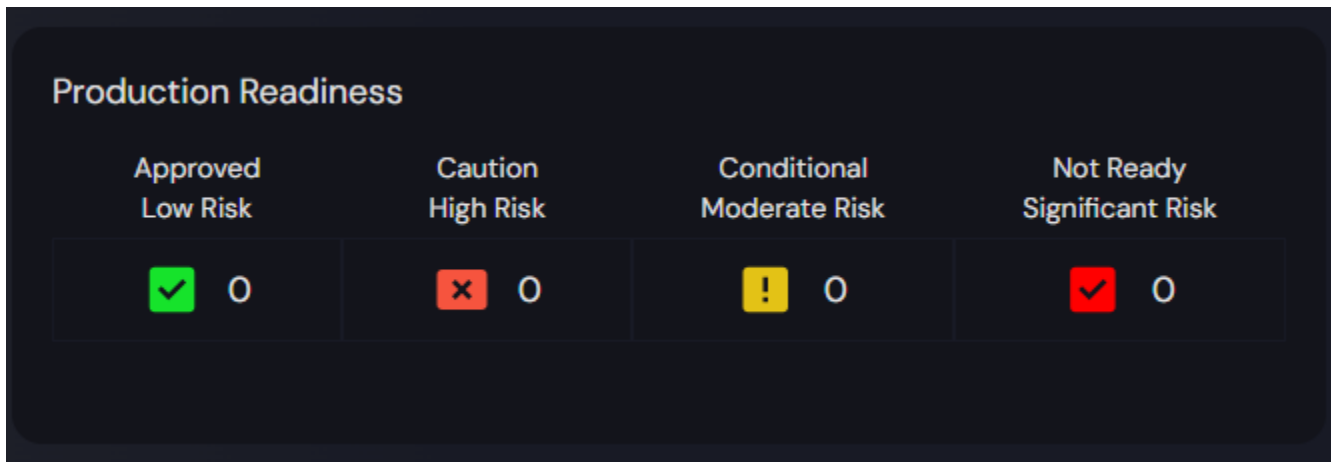 Production Readiness
Approved
Low Risk
Caution
High Risk
Conditional
Moderate Risk
Not Ready
Significant Risk
0
0
! 0
0